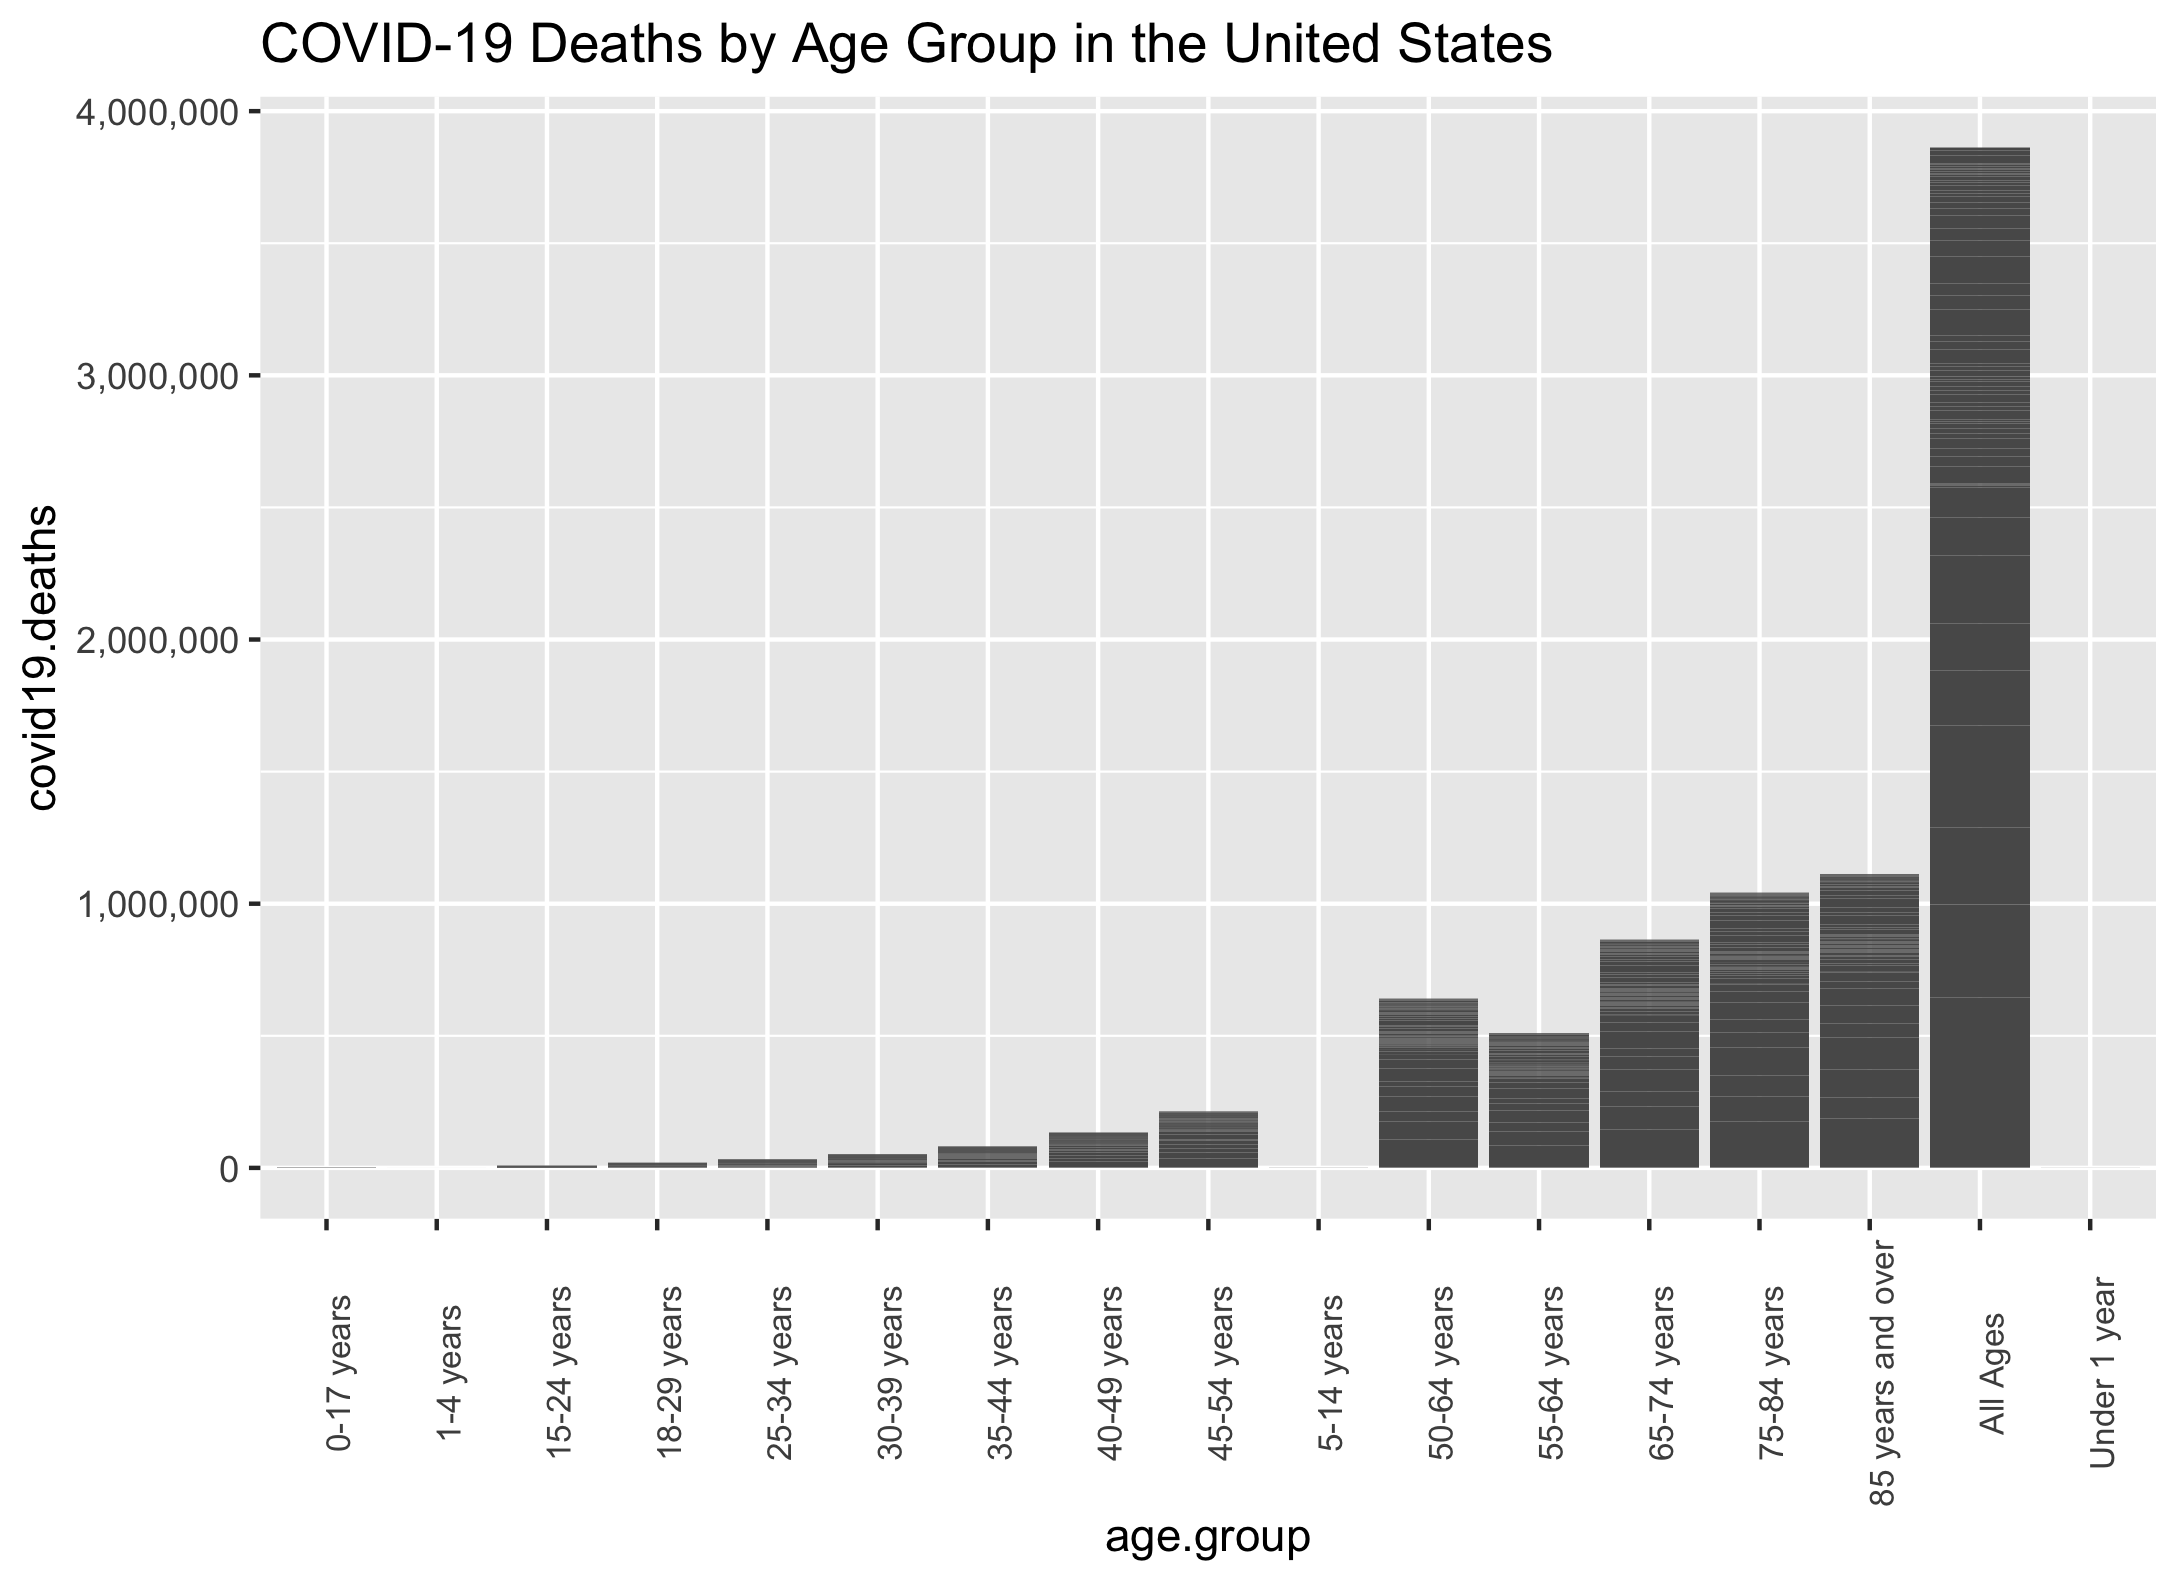 COVID-19 Deaths by Age Group in the United States
4,000,000
3,000,000
2,000,000
1,000,000
0
covid19.deaths
0-17 years
1-4 years
15-24 years
18-29 years
25-34 years
30-39 years
35-44 years
40-49 years
45-54 years
5-14 years
50-64 years
55-64 years
65-74 years
75-84 years
85 years and over
All Ages
Under 1 year
age.group